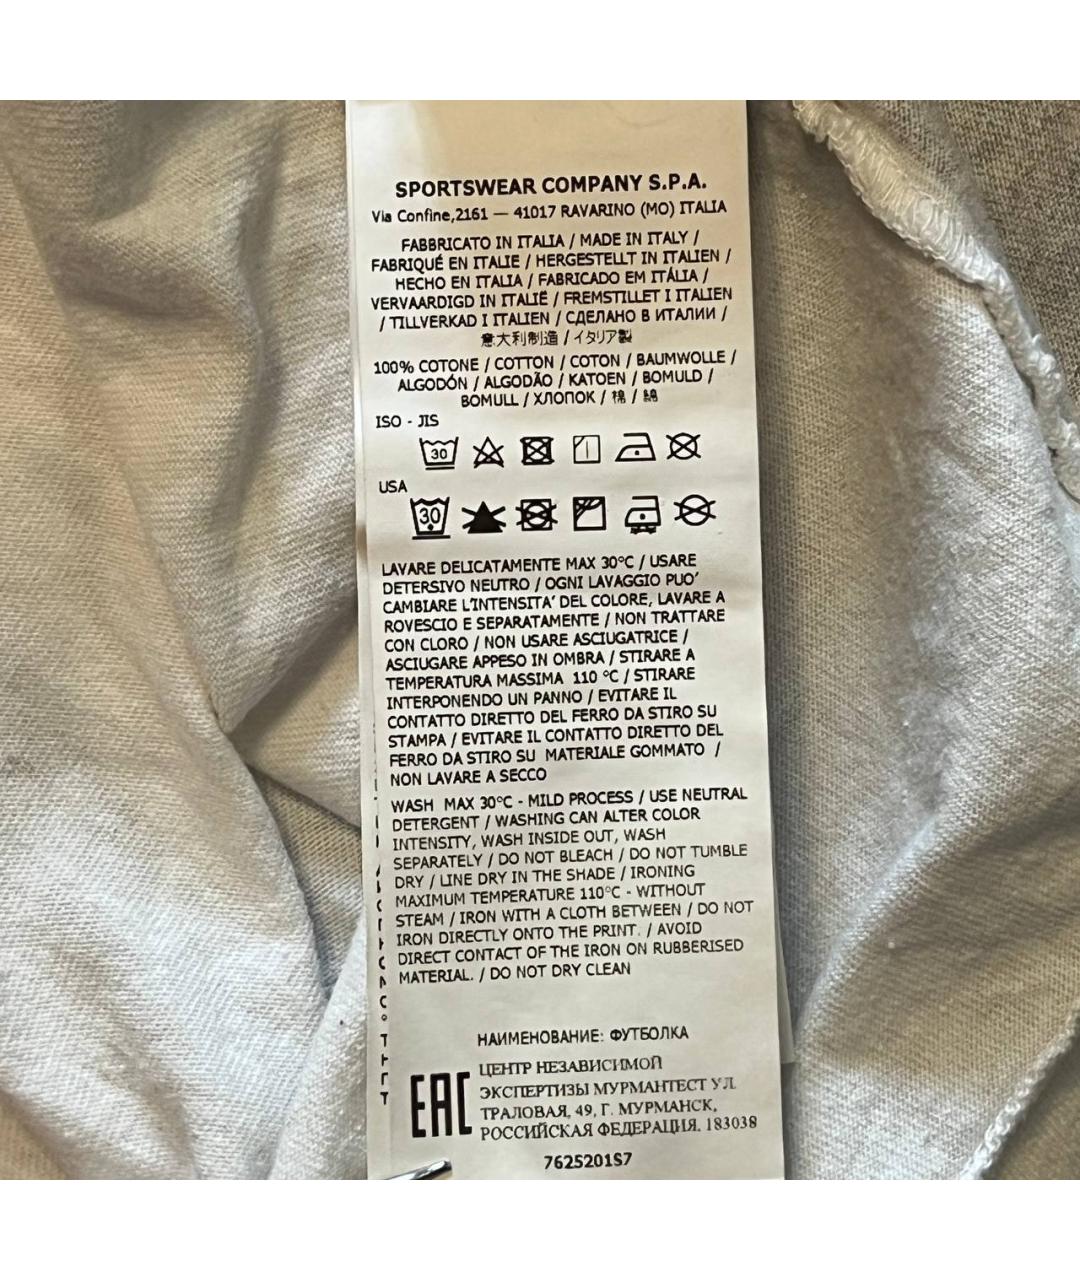 SPORTSWEAR COMPANY S.P.A.
Via Confine,2161 — 41017 RAVARINO (MO) ITALIA
FABBRICATO IN ITALIA / MADE IN ITALY /
FABRIQUÉ EN ITALIE / HERGESTELLT IN ITALIEN /
HECHO EN ITALIA / FABRICADO EM ITÁLIA /
VERVAARDIGD IN ITALIË / FREMSTILLET I ITALIEN
/ TILLVERKAD I ITALIEN / СДЕЛАНО В ИТАЛИИ /
意大利制造 / イタリア製
100% COTONE / COTTON / COTON / BAUMWOLLE /
ALGODÓN / ALGODÃO / KATOEN / BOMULD /
BOMULL / ХЛОПОК / 棉 / 綿
ISO - JIS
30
USA
30
LAVARE DELICATAMENTE MAX 30°C / USARE
DETERSIVO NEUTRO / OGNI LAVAGGIO PUO'
CAMBIARE L'INTENSITA' DEL COLORE, LAVARE A
ROVESCIO E SEPARATAMENTE / NON TRATTARE
CON CLORO / NON USARE ASCIUGATRICE /
ASCIUGARE APPESO IN OMBRA / STIRARE A
TEMPERATURA MASSIMA 110 °C / STIRARE
INTERPONENDO UN PANNO / EVITARE IL
CONTATTO DIRETTO DEL FERRO DA STIRO SU
STAMPA / EVITARE IL CONTATTO DIRETTO DEL
FERRO DA STIRO SU MATERIALE GOMMATO /
NON LAVARE A SECCO
WASH MAX 30°C - MILD PROCESS / USE NEUTRAL
DETERGENT / WASHING CAN ALTER COLOR
INTENSITY, WASH INSIDE OUT, WASH
SEPARATELY / DO NOT BLEACH / DO NOT TUMBLE
DRY / LINE DRY IN THE SHADE / IRONING
MAXIMUM TEMPERATURE 110°C - WITHOUT
STEAM / IRON WITH A CLOTH BETWEEN / DO NOT
IRON DIRECTLY ONTO THE PRINT. / AVOID
DIRECT CONTACT OF THE IRON ON RUBBERISED
MATERIAL. / DO NOT DRY CLEAN
НАИМЕНОВАНИЕ: ФУТБОЛКА
EAC
ЦЕНТР НЕЗАВИСИМОЙ
ЭКСПЕРТИЗЫ МУРМАНТЕСТ УЛ.
ТРАЛОВАЯ, 49, Г. МУРМАНСК,
РОССИЙСКАЯ ФЕДЕРАЦИЯ, 183038
7625201S7